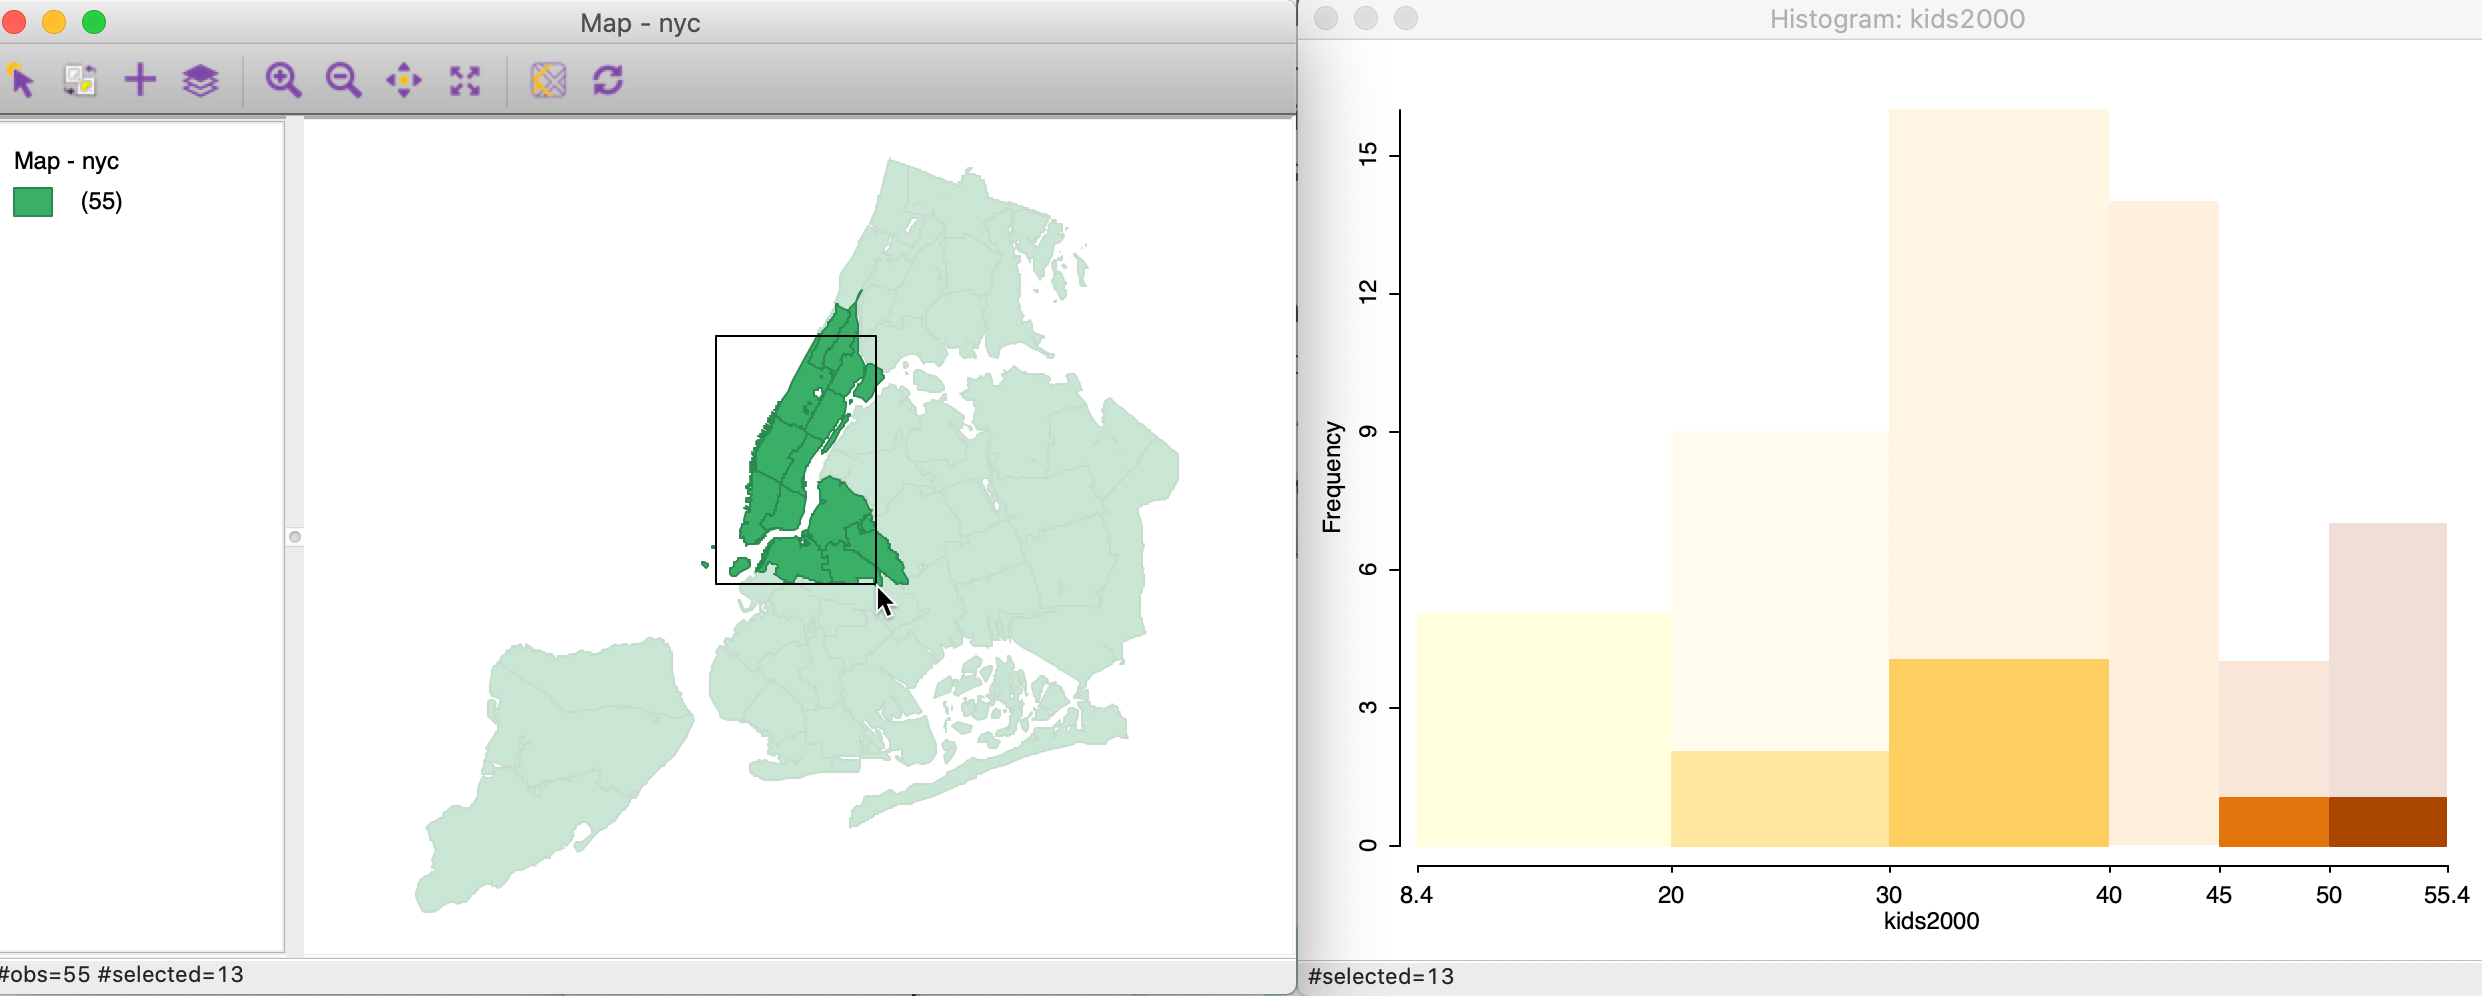 Map - nyc
Map - nyc
(55)
#obs=55 #selected=13
Histogram: kids2000
Frequency
15
12
9
6
3
0
8.4 20 30 40 45 50 55.4
kids2000
#selected=13